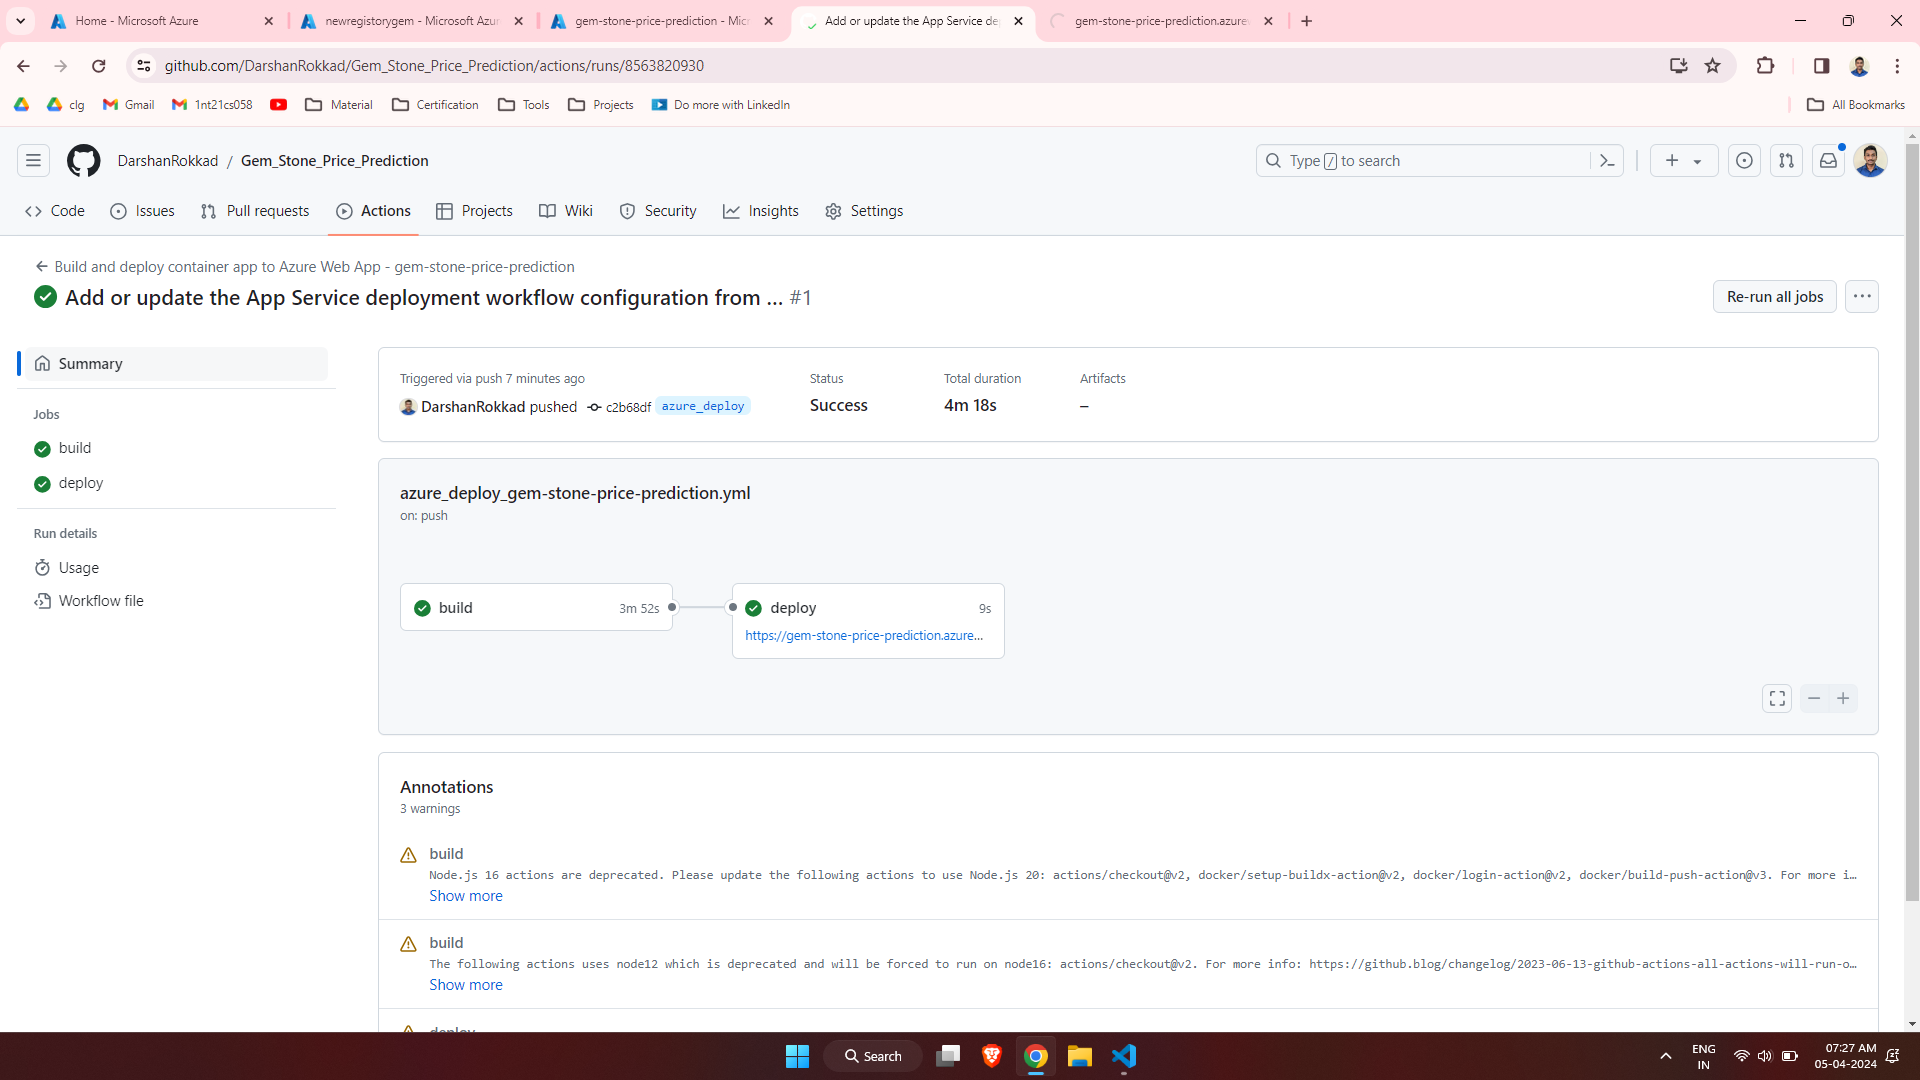 Home - Microsoft Azure
newregistorygem - Microsoft Azur
gem-stone-price-prediction - Micr
Add or update the App Service de
gem-stone-price-prediction.azurew
github.com/DarshanRokkad/Gem_Stone_Price_Prediction/actions/runs/8563820930
clg
Gmail
1nt21cs058
Material
Certification
Tools
Projects
Do more with LinkedIn
All Bookmarks
DarshanRokkad / Gem_Stone_Price_Prediction
Type / to search
Code
Issues
Pull requests
Actions
Projects
Wiki
Security
Insights
Settings
Build and deploy container app to Azure Web App - gem-stone-price-prediction
Add or update the App Service deployment workflow configuration from ... #1
Re-run all jobs
Summary
Jobs
build
deploy
Run details
Usage
Workflow file
Triggered via push 7 minutes ago
DarshanRokkad pushed c2b68df azure_deploy
Status
Success
Total duration
4m 18s
Artifacts
–
azure_deploy_gem-stone-price-prediction.yml
on: push
build 3m 52s
deploy 9s
https://gem-stone-price-prediction.azure...
Annotations
3 warnings
build
Node.js 16 actions are deprecated. Please update the following actions to use Node.js 20: actions/checkout@v2, docker/setup-buildx-action@v2, docker/login-action@v2, docker/build-push-action@v3. For more i…
Show more
build
The following actions uses node12 which is deprecated and will be forced to run on node16: actions/checkout@v2. For more info: https://github.blog/changelog/2023-06-13-github-actions-all-actions-will-run-o…
Show more
deploy
Search
ENG
IN
07:27 AM
05-04-2024